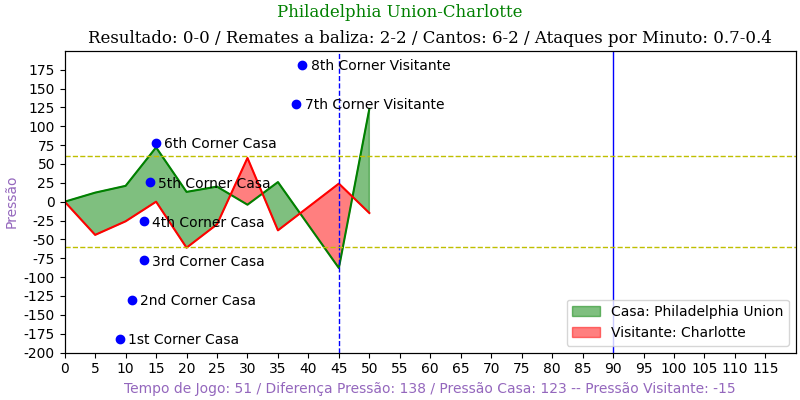 Philadelphia Union-Charlotte
Resultado: 0-0 / Remates a baliza: 2-2 / Cantos: 6-2 / Ataques por Minuto: 0.7-0.4
Pressão
175
150
125
100
75
50
25
0
-25
-50
-75
-100
-125
-150
-175
-200
8th Corner Visitante
7th Corner Visitante
6th Corner Casa
5th Corner Casa
4th Corner Casa
3rd Corner Casa
2nd Corner Casa
1st Corner Casa
Casa: Philadelphia Union
Visitante: Charlotte
0 5 10 15 20 25 30 35 40 45 50 55 60 65 70 75 80 85 90 95 100 105 110 115
Tempo de Jogo: 51 / Diferença Pressão: 138 / Pressão Casa: 123 -- Pressão Visitante: -15